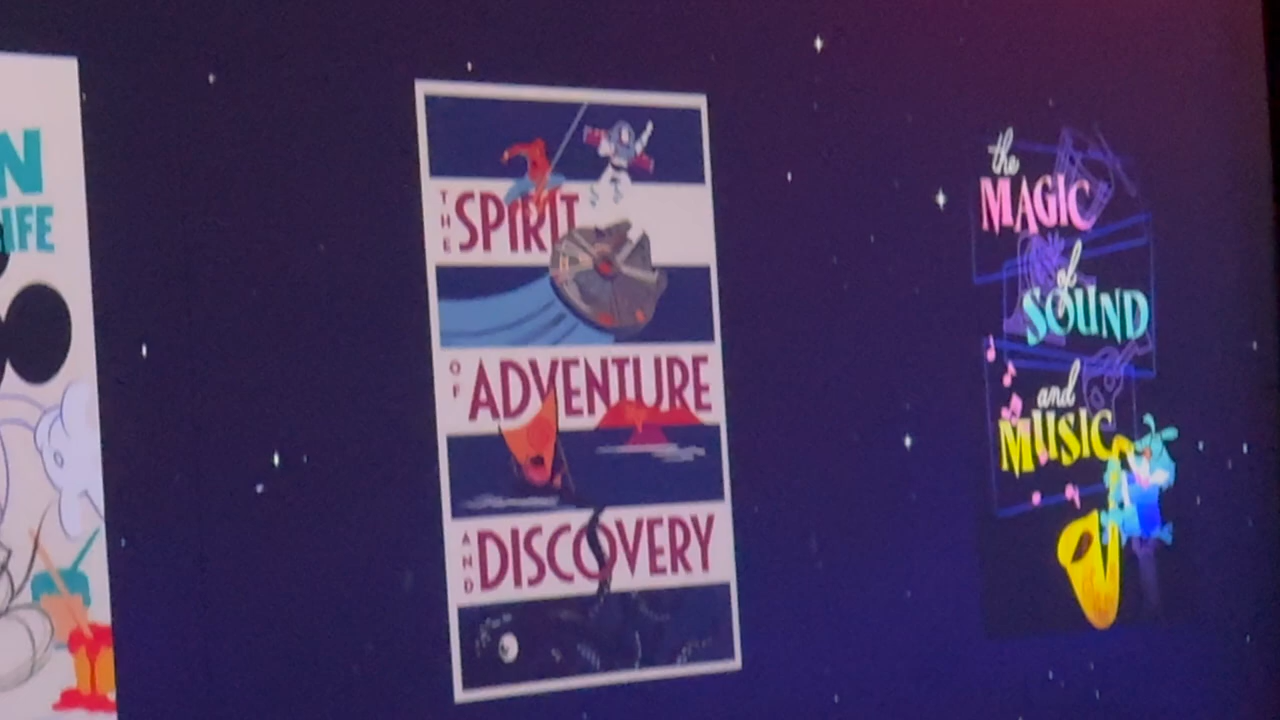 N
IFE
THE
SPIRIT
OF
ADVENTURE
AND
DISCOVERY
the
MAGIC
of
SOUND
and
MUSIC